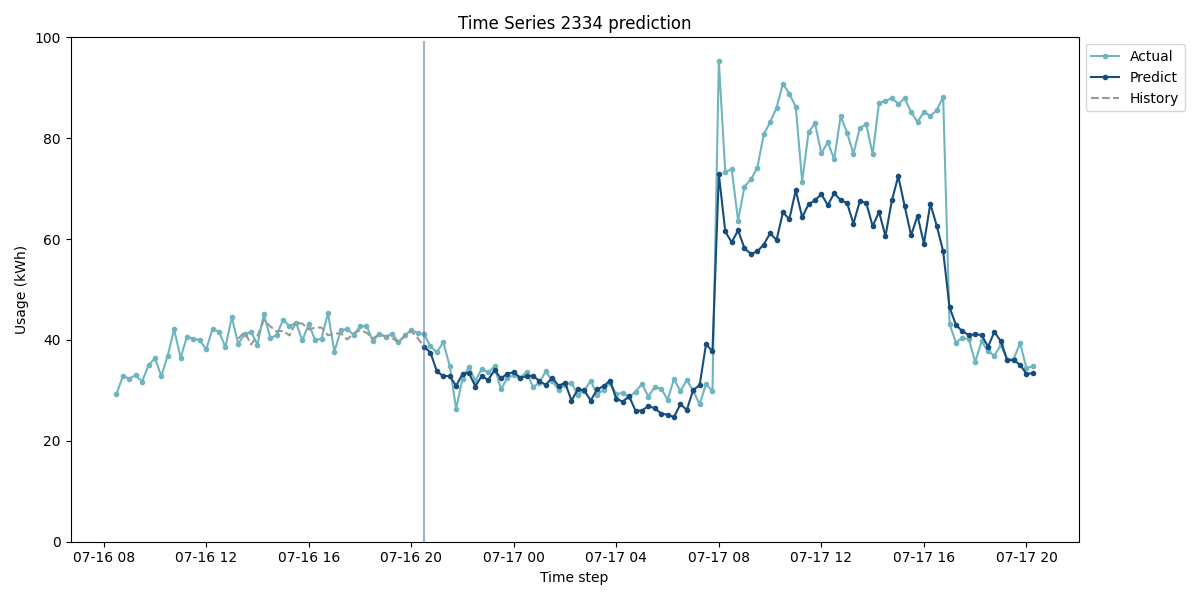 Time Series 2334 prediction
Usage (kWh)
100
80
60
40
20
0
07-16 08
07-16 12
07-16 16
07-16 20
07-17 00
07-17 04
07-17 08
07-17 12
07-17 16
07-17 20
Time step
Actual
Predict
History